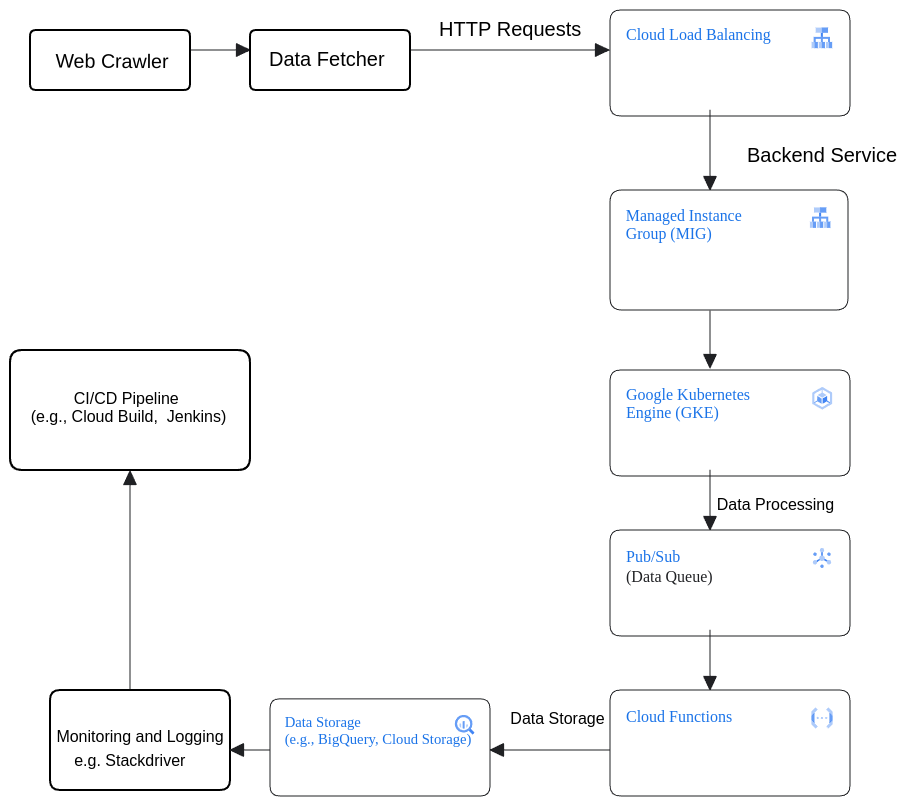 Web Crawler
Data Fetcher
HTTP Requests
Cloud Load Balancing
Backend Service
Managed Instance
Group (MIG)
Google Kubernetes
Engine (GKE)
Data Processing
Pub/Sub
(Data Queue)
Cloud Functions
Data Storage
Data Storage
(e.g., BigQuery, Cloud Storage)
Monitoring and Logging
e.g. Stackdriver
CI/CD Pipeline
(e.g., Cloud Build,  Jenkins)